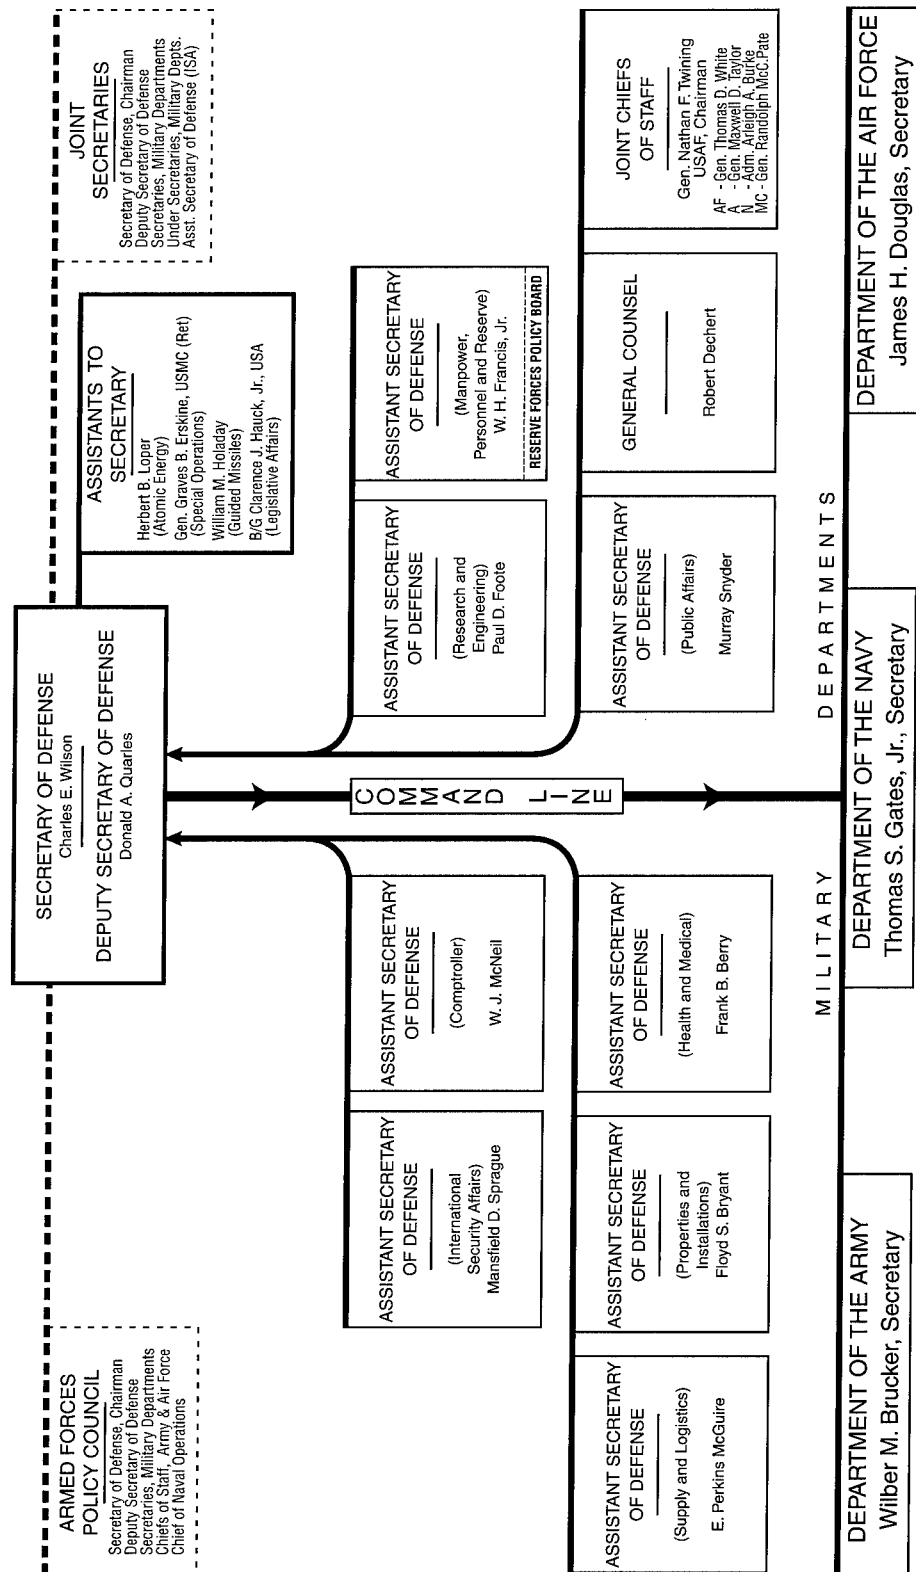 SECRETARY OF DEFENSE
Charles E. Wilson
DEPUTY SECRETARY OF DEFENSE
Donald A. Quarles
ARMED FORCES
POLICY COUNCIL
Secretary of Defense, Chairman
Deputy Secretary of Defense
Secretaries, Military Departments
Chiefs of Staff, Army & Air Force
Chief of Naval Operations
JOINT
SECRETARIES
Secretary of Defense, Chairman
Deputy Secretary of Defense
Secretaries, Military Departments
Under Secretaries, Military Depts.
Asst. Secretary of Defense (ISA)
ASSISTANTS TO
SECRETARY
Herbert B. Loper
(Atomic Energy)
Gen. Graves B. Erskine, USMC (Ret)
(Special Operations)
William M. Holaday
(Guided Missiles)
B/G Clarence J. Hauck, Jr., USA
(Legislative Affairs)
ASSISTANT SECRETARY
OF DEFENSE
(International
Security Affairs)
Mansfield D. Sprague
ASSISTANT SECRETARY
OF DEFENSE
(Comptroller)
W. J. McNeil
COMMAND LINE
ASSISTANT SECRETARY
OF DEFENSE
(Research and
Engineering)
Paul D. Foote
ASSISTANT SECRETARY
OF DEFENSE
(Manpower,
Personnel and Reserve)
W. H. Francis, Jr.
RESERVE FORCES POLICY BOARD
ASSISTANT SECRETARY
OF DEFENSE
(Supply and Logistics)
E. Perkins McGuire
ASSISTANT SECRETARY
OF DEFENSE
(Properties and
Installations)
Floyd S. Bryant
ASSISTANT SECRETARY
OF DEFENSE
(Health and Medical)
Frank B. Berry
ASSISTANT SECRETARY
OF DEFENSE
(Public Affairs)
Murray Snyder
GENERAL COUNSEL
Robert Dechert
JOINT CHIEFS
OF STAFF
Gen. Nathan F. Twining
USAF, Chairman
AF - Gen. Thomas D. White
A - Gen. Maxwell D. Taylor
N - Adm. Arleigh A. Burke
MC - Gen. Randolph McC.Pate
MILITARY DEPARTMENTS
DEPARTMENT OF THE ARMY
Wilber M. Brucker, Secretary
DEPARTMENT OF THE NAVY
Thomas S. Gates, Jr., Secretary
DEPARTMENT OF THE AIR FORCE
James H. Douglas, Secretary